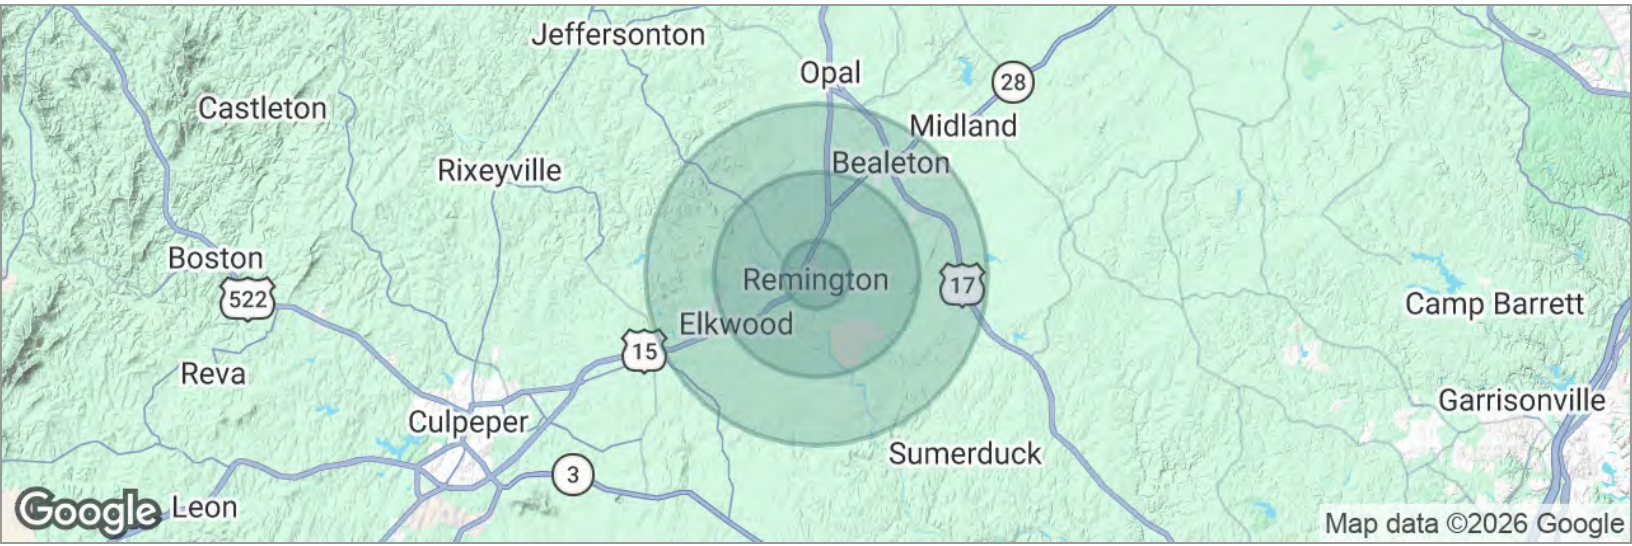 Jeffersonton
Opal
28
Castleton
Midland
Bealeton
Rixeyville
Boston
522
Remington
17
Camp Barrett
Elkwood
15
Reva
Garrisonville
Culpeper
Sumerduck
3
Google
Leon
Map data ©2026 Google